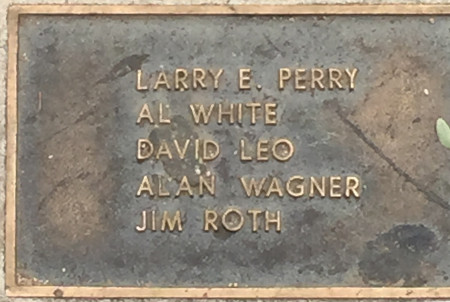 LARRY E. PERRY
AL WHITE
DAVID LEO
ALAN WAGNER
JIM ROTH